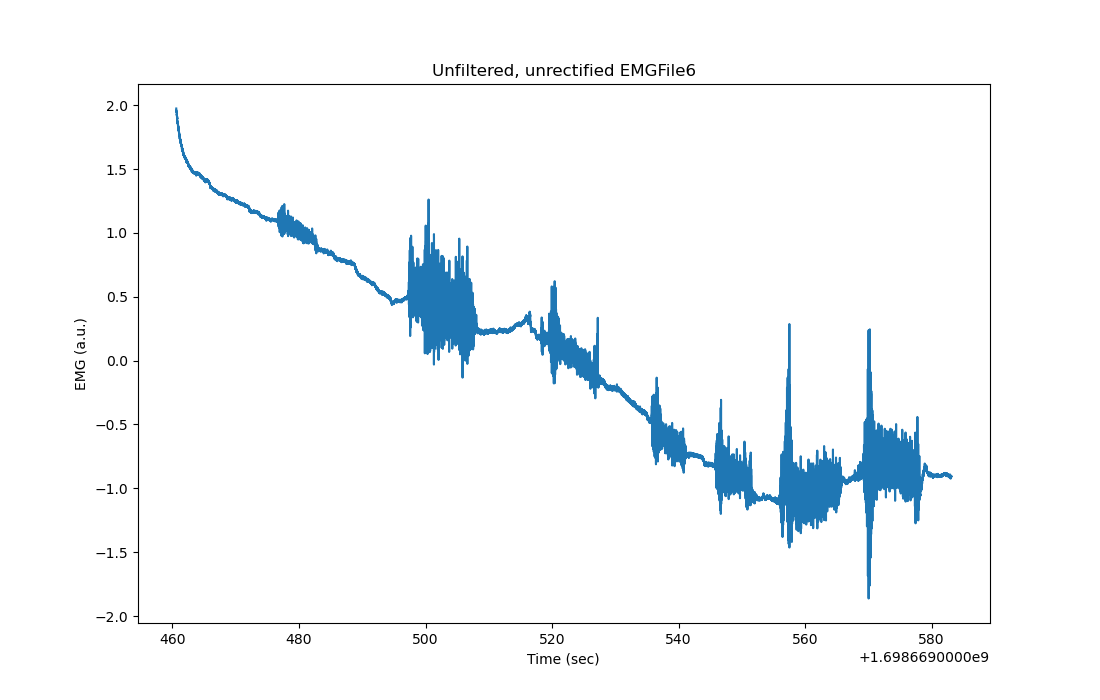 Unfiltered, unrectified EMGFile6
2.0
1.5
1.0
0.5
0.0
−0.5
−1.0
−1.5
−2.0
EMG (a.u.)
460 480 500 520 540 560 580
Time (sec)
+1.6986690000e9